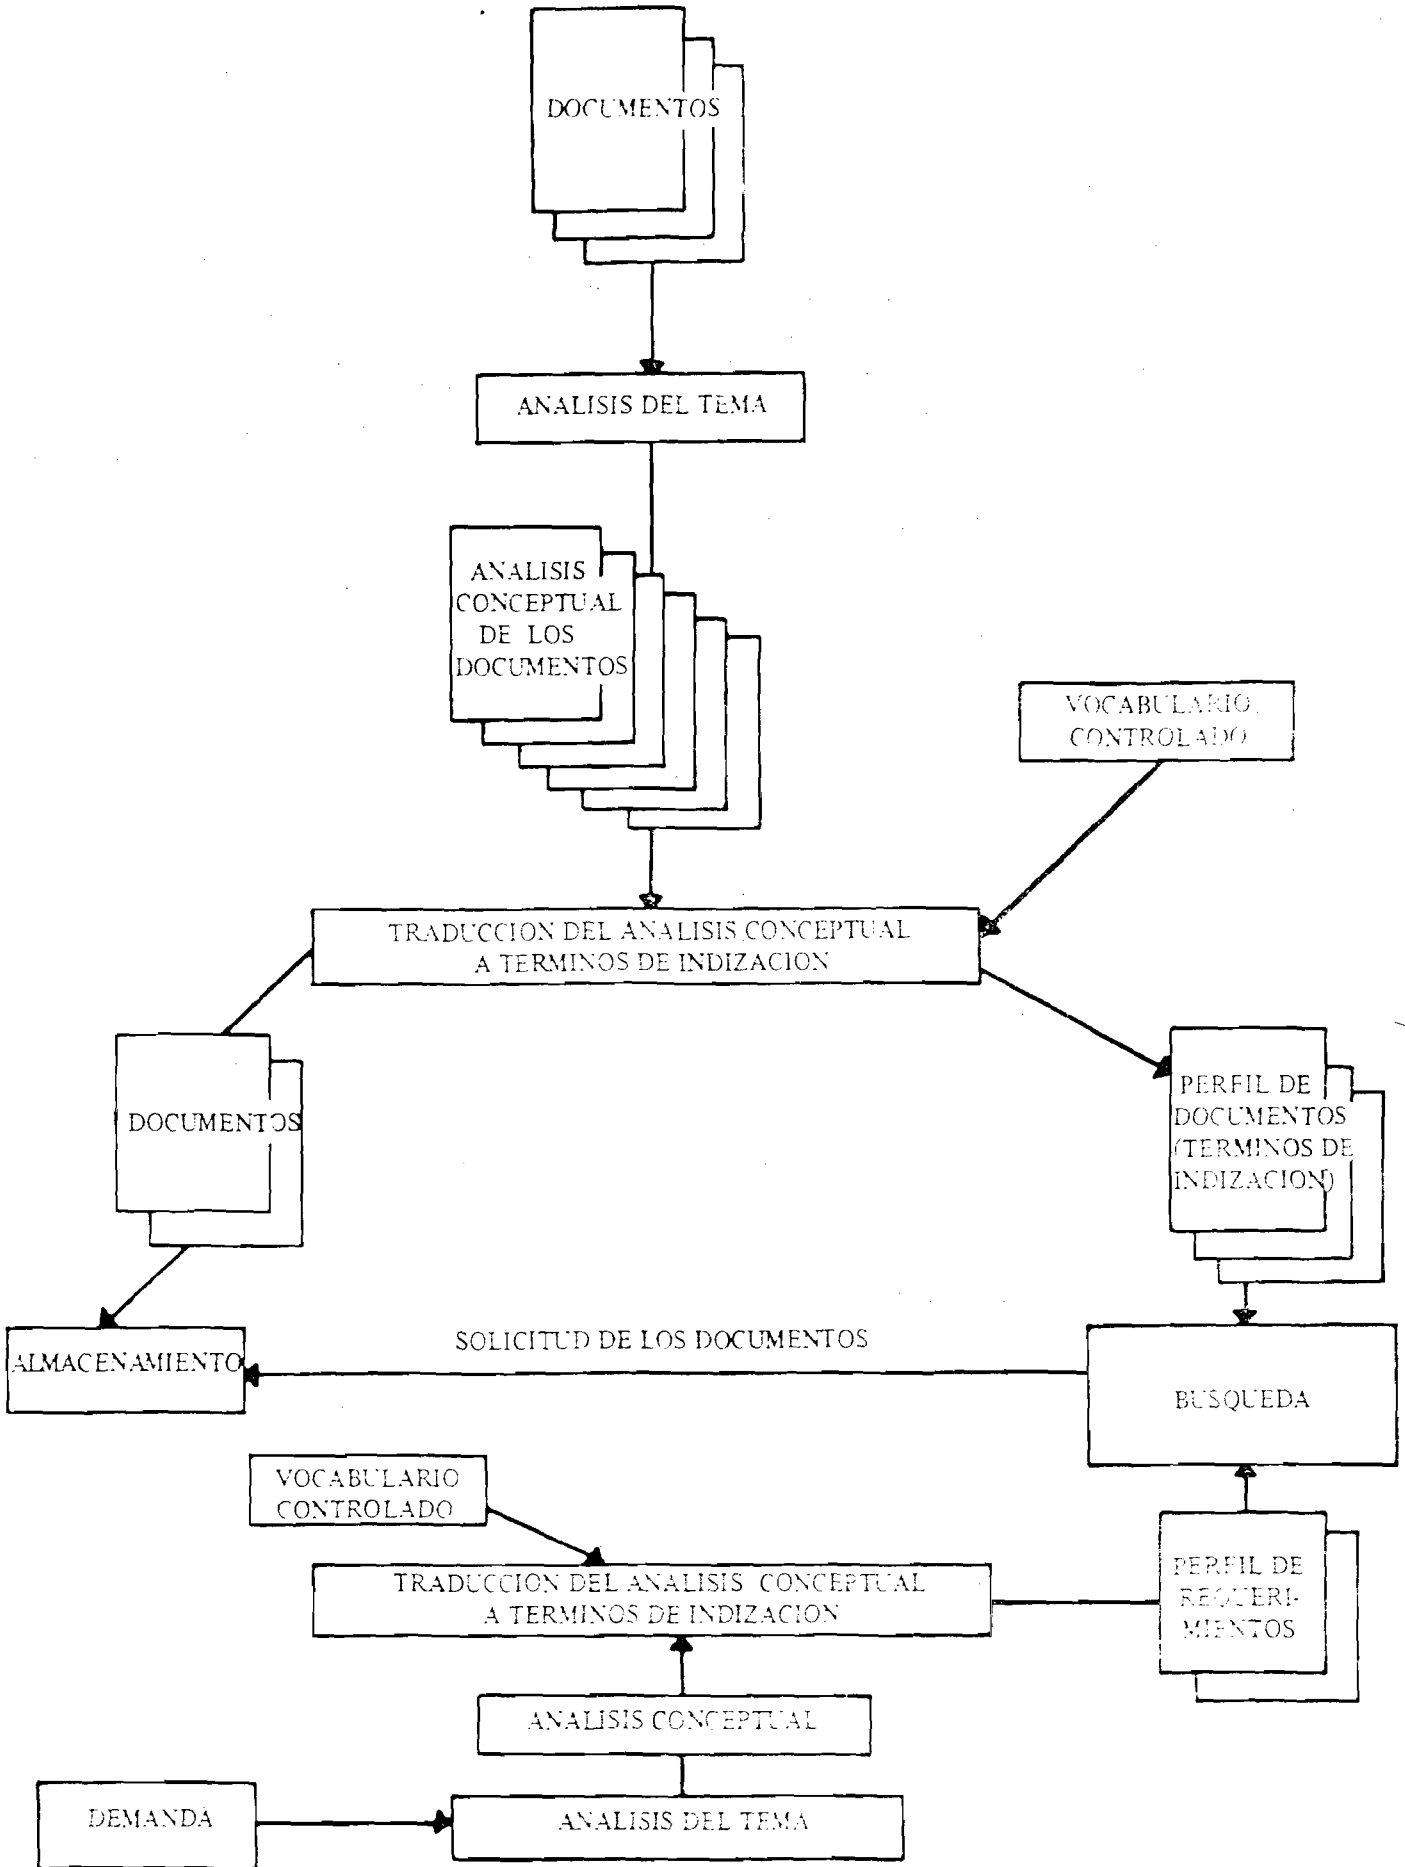 DOCUMENTOS
ANALISIS DEL TEMA
ANALISIS
CONCEPTUAL
DE LOS
DOCUMENTOS
VOCABULARIO
CONTROLADO
TRADUCCION DEL ANALISIS CONCEPTUAL
A TERMINOS DE INDIZACION
DOCUMENTOS
PERFIL DE
DOCUMENTOS
(TERMINOS DE
INDIZACION)
ALMACENAMIENTO
SOLICITUD DE LOS DOCUMENTOS
BUSQUEDA
VOCABULARIO
CONTROLADO
TRADUCCION DEL ANALISIS CONCEPTUAL
A TERMINOS DE INDIZACION
PERFIL DE
REQUERI-
MIENTOS
ANALISIS CONCEPTUAL
DEMANDA
ANALISIS DEL TEMA